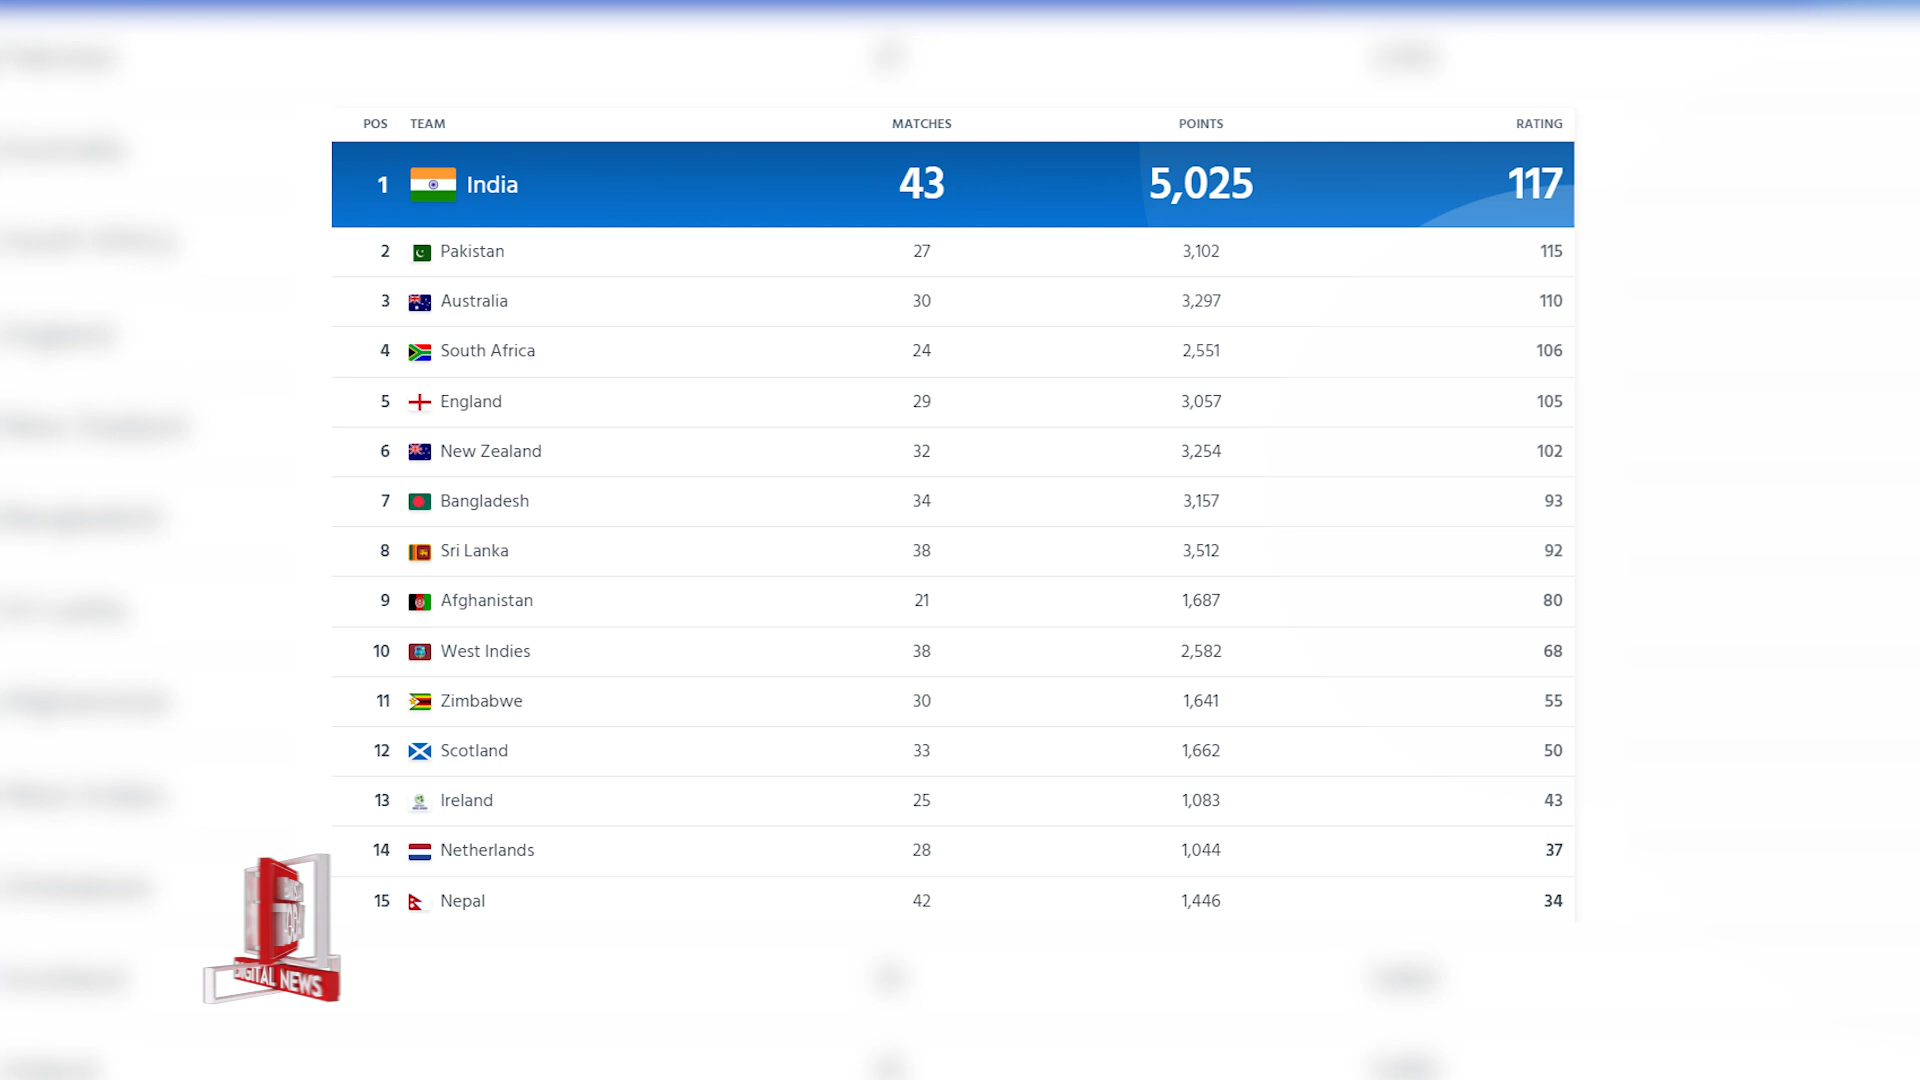 POS TEAM MATCHES POINTS RATING
1 India 43 5,025 117
2 Pakistan 27 3,102 115
3 Australia 30 3,297 110
4 South Africa 24 2,551 106
5 England 29 3,057 105
6 New Zealand 32 3,254 102
7 Bangladesh 34 3,157 93
8 Sri Lanka 38 3,512 92
9 Afghanistan 21 1,687 80
10 West Indies 38 2,582 68
11 Zimbabwe 30 1,641 55
12 Scotland 33 1,662 50
13 Ireland 25 1,083 43
14 Netherlands 28 1,044 37
15 Nepal 42 1,446 34
DIGITAL NEWS